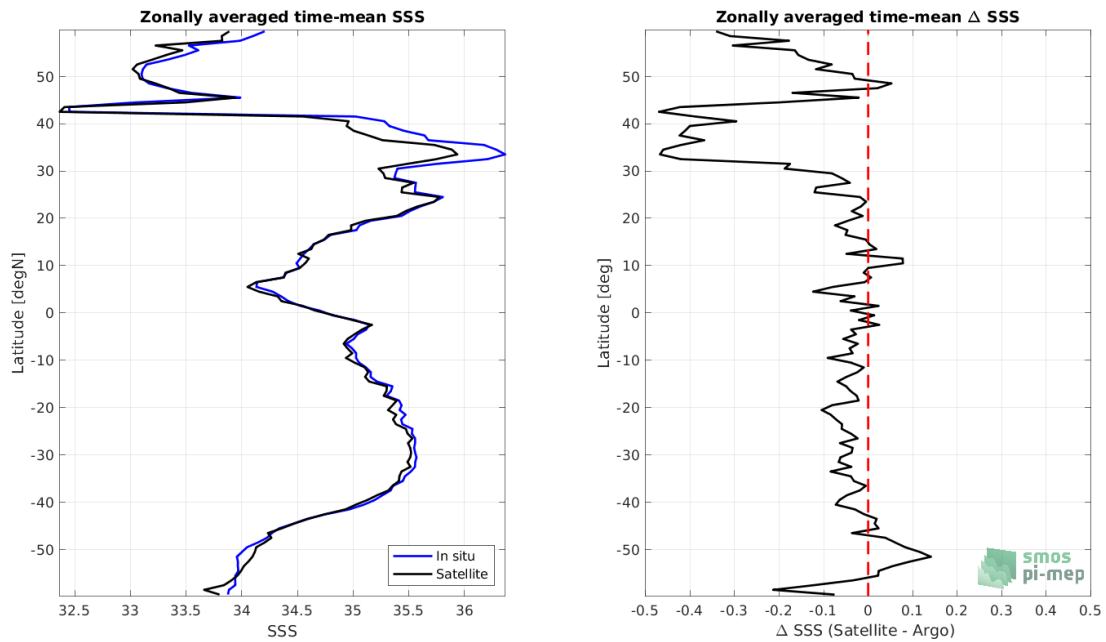 Zonally averaged time-mean SSS
Latitude [degN]
50
40
30
20
10
0
-10
-20
-30
-40
-50
32.5 33 33.5 34 34.5 35 35.5 36
SSS
In situ
Satellite
Zonally averaged time-mean Δ SSS
Latitude [deg]
50
40
30
20
10
0
-10
-20
-30
-40
-50
-0.5 -0.4 -0.3 -0.2 -0.1 0 0.1 0.2 0.3 0.4 0.5
Δ SSS (Satellite - Argo)
smos
pi-mep